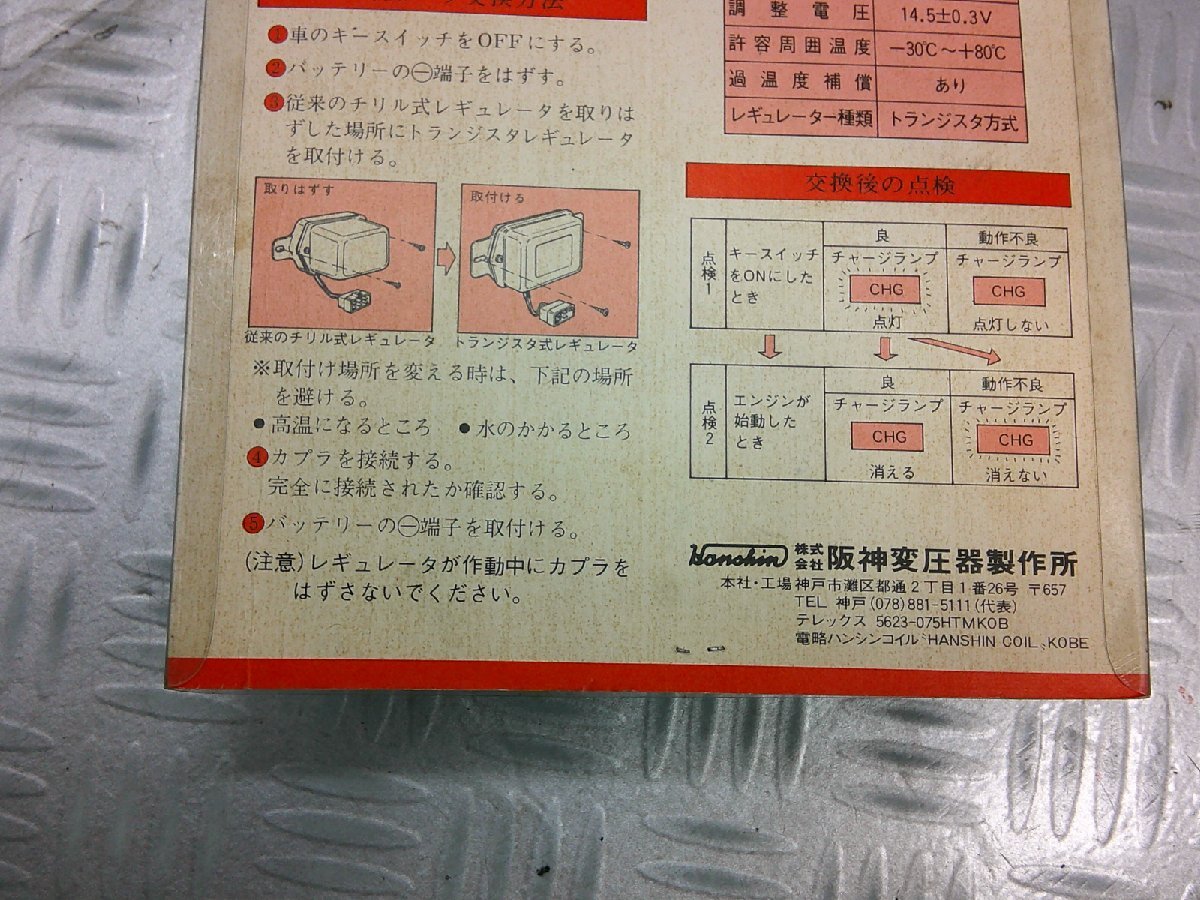 交換方法
❶車のキースイッチをOFFにする。
❷バッテリーの㊀端子をはずす。
❸従来のチリル式レギュレータを取りは
ずした場所にトランジスタレギュレータ
を取付ける。
取りはずす
取付ける
従来のチリル式レギュレータ
トランジスタ式レギュレータ
※取付け場所を変える時は、下記の場所
を避ける。
●高温になるところ ●水のかかるところ
❹カプラを接続する。
完全に接続されたか確認する。
❺バッテリーの㊀端子を取付ける。
(注意)レギュレータが作動中にカプラを
はずさないでください。
調整電圧 14.5±0.3V
許容周囲温度 −30℃〜+80℃
過温度補償 あり
レギュレーター種類 トランジスタ方式
交換後の点検
良 動作不良
点検1
キースイッチ
をONにした
とき
チャージランプ チャージランプ
CHG CHG
点灯 点灯しない
良 動作不良
点検2
エンジンが
始動した
とき
チャージランプ チャージランプ
CHG CHG
消える 消えない
Hanshin 株式会社 阪神変圧器製作所
本社・工場 神戸市灘区都通2丁目1番26号 〒657
TEL 神戸(078)881-5111(代表)
テレックス 5623-075HTMKOB
電略ハンシンコイル〝HANSHIN COIL〟KOBE